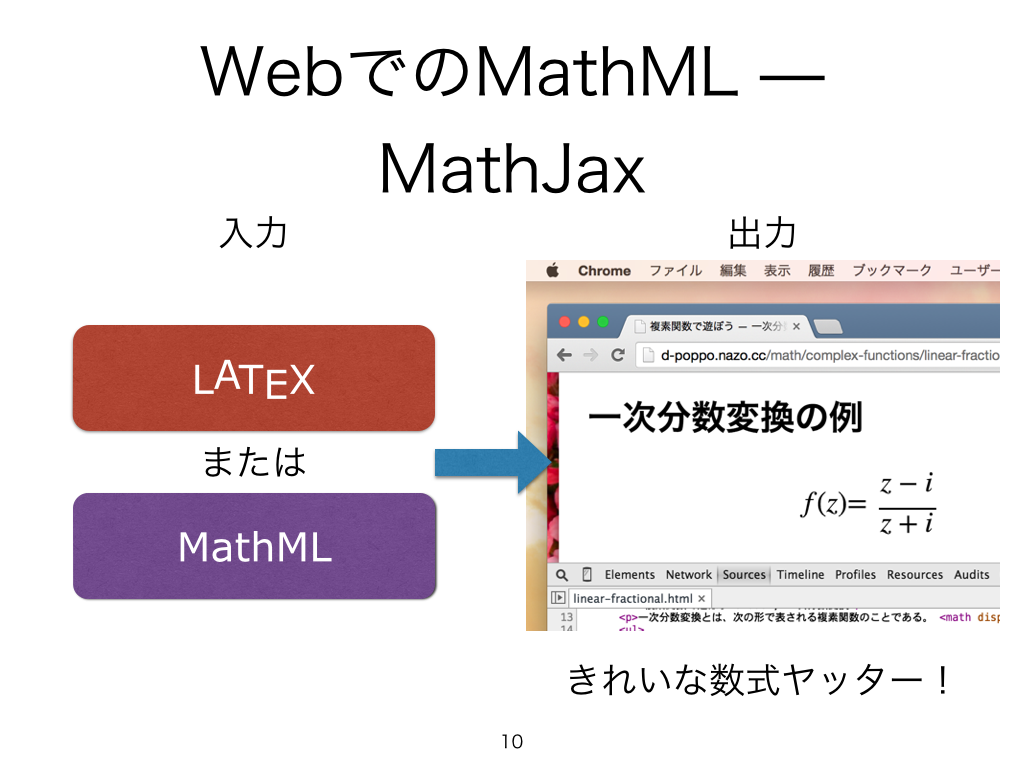 WebでのMathML —
MathJax
入力
出力
LATEX
または
MathML
Chrome ファイル 編集 表示 履歴 ブックマーク ユーザー
複素関数で遊ぼう — 一次分
d-poppo.nazo.cc/math/complex-functions/linear-fractio
一次分数変換の例
f(z)= z − i
z + i
Elements Network Sources Timeline Profiles Resources Audits
linear-fractional.html ×
13 <p>一次分数変換とは、次の形で表される複素関数のことである。 <math disp
14 <ul>
きれいな数式ヤッター！
10